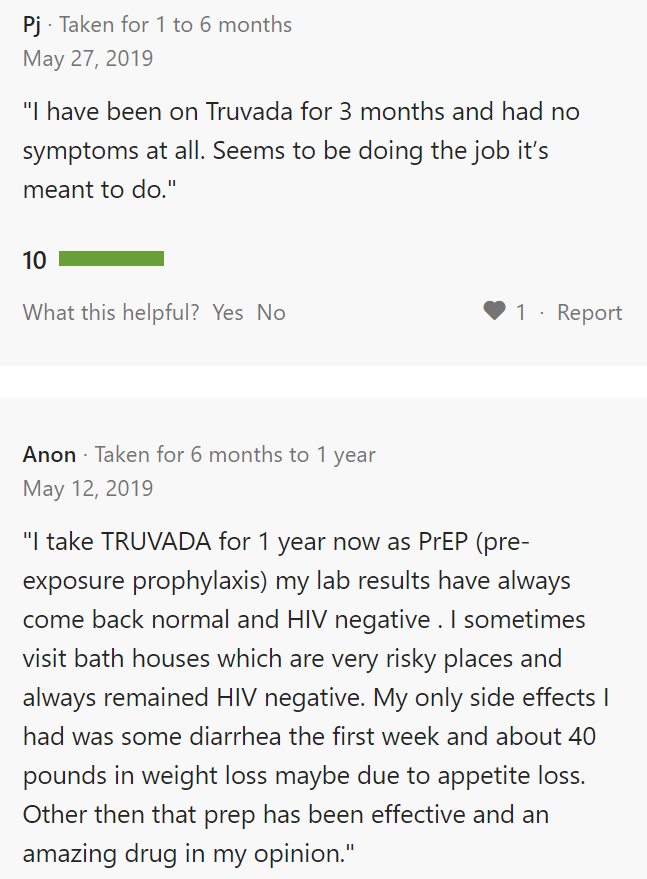 Pj · Taken for 1 to 6 months
May 27, 2019
"I have been on Truvada for 3 months and had no
symptoms at all. Seems to be doing the job it’s
meant to do."
10
What this helpful? Yes No
1 · Report
Anon · Taken for 6 months to 1 year
May 12, 2019
"I take TRUVADA for 1 year now as PrEP (pre-
exposure prophylaxis) my lab results have always
come back normal and HIV negative . I sometimes
visit bath houses which are very risky places and
always remained HIV negative. My only side effects I
had was some diarrhea the first week and about 40
pounds in weight loss maybe due to appetite loss.
Other then that prep has been effective and an
amazing drug in my opinion."